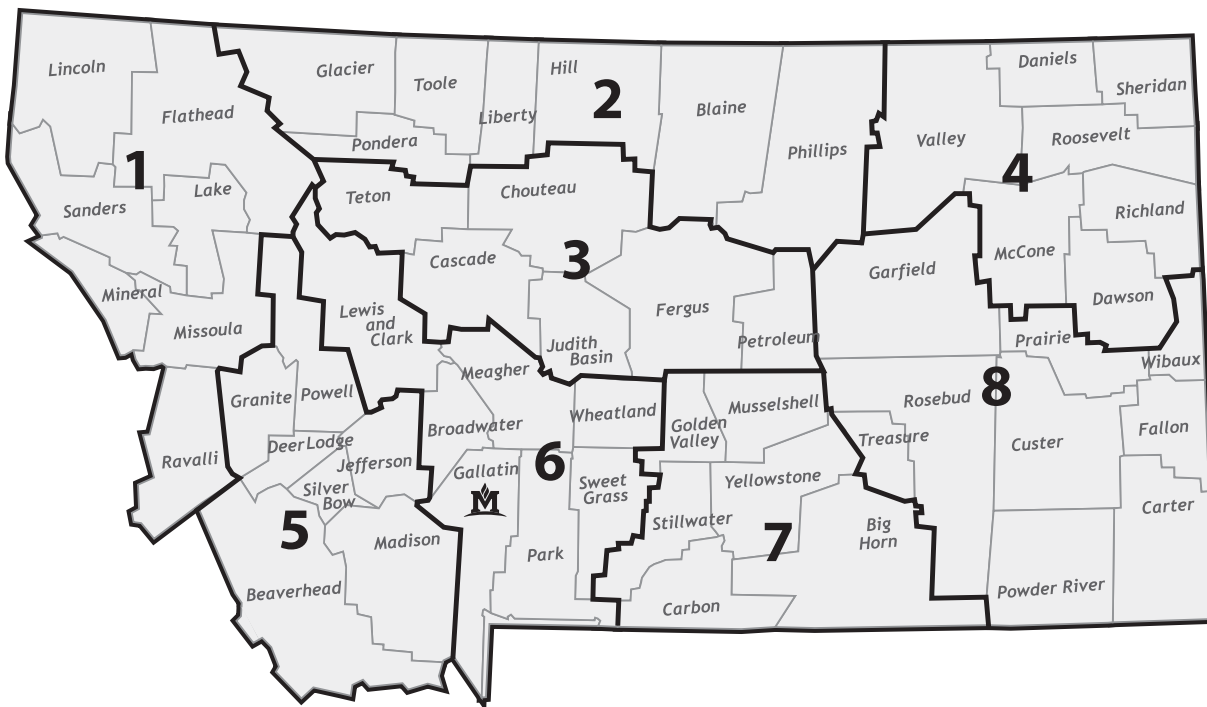 Lincoln
Flathead
Glacier
Toole
Liberty
Hill
2
Blaine
Phillips
Valley
Daniels
Sheridan
Roosevelt
4
Pondera
1
Lake
Sanders
Teton
Chouteau
Richland
McCone
Garfield
Dawson
Cascade
3
Fergus
Mineral
Missoula
Lewis
and
Clark
Judith
Basin
Petroleum
Prairie
Wibaux
Meagher
Granite
Powell
Broadwater
Wheatland
Golden
Valley
Musselshell
Rosebud
8
Treasure
Custer
Fallon
Ravalli
Deer Lodge
Jefferson
Silver
Bow
Gallatin
M
6
Sweet
Grass
Yellowstone
Stillwater
7
Big
Horn
Carter
5
Madison
Park
Beaverhead
Carbon
Powder River